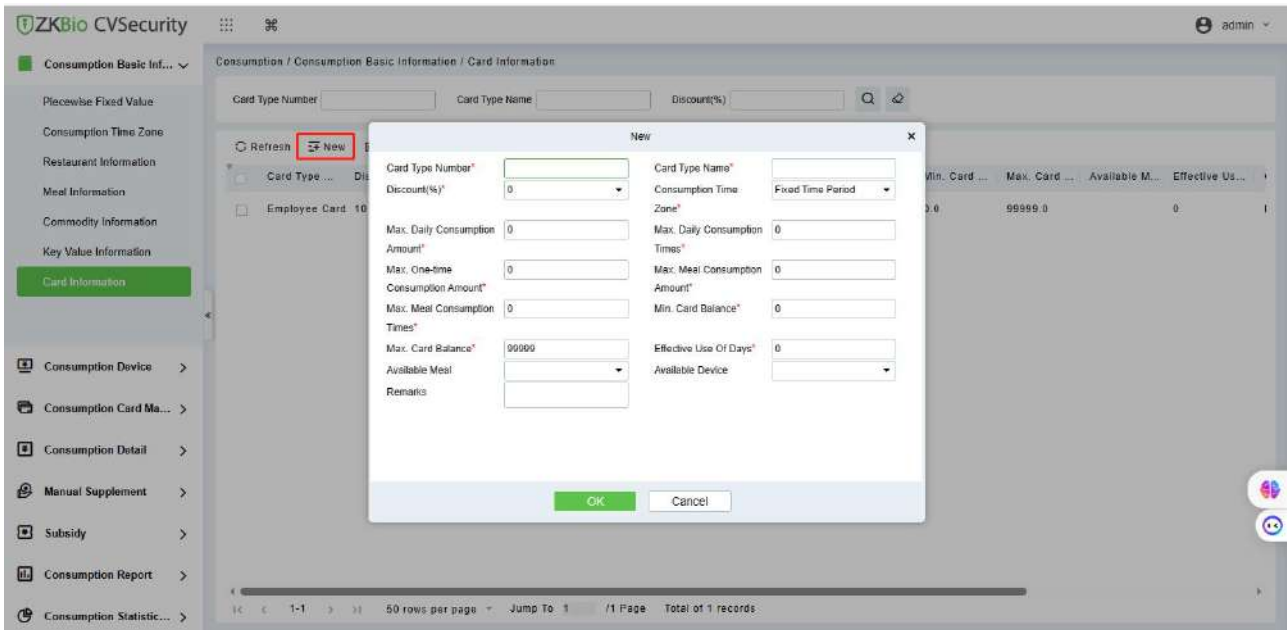 ZKBio CVSecurity
admin
Consumption Basic Inf...
Consumption / Consumption Basic Information / Card Information
Piecewise Fixed Value
Consumption Time Zone
Restaurant Information
Meal Information
Commodity Information
Key Value Information
Card Information
Consumption Device
Consumption Card Ma...
Consumption Detail
Manual Supplement
Subsidy
Consumption Report
Consumption Statistic...
Card Type Number Card Type Name Discount(%)
Refresh New
Card Type ... Min. Card ... Max. Card ... Available M... Effective Us...
Employee Card 10 99999.0 0
New
Card Type Number* Card Type Name*
Discount(%)* 0 Consumption Time Fixed Time Period
Zone*
Max. Daily Consumption 0 Max. Daily Consumption 0
Amount* Times*
Max. One-time 0 Max. Meal Consumption 0
Consumption Amount* Amount*
Max. Meal Consumption 0 Min. Card Balance* 0
Times*
Max. Card Balance* 99999 Effective Use Of Days* 0
Available Meal Available Device
Remarks
OK Cancel
1-1 50 rows per page Jump To 1 /1 Page Total of 1 records